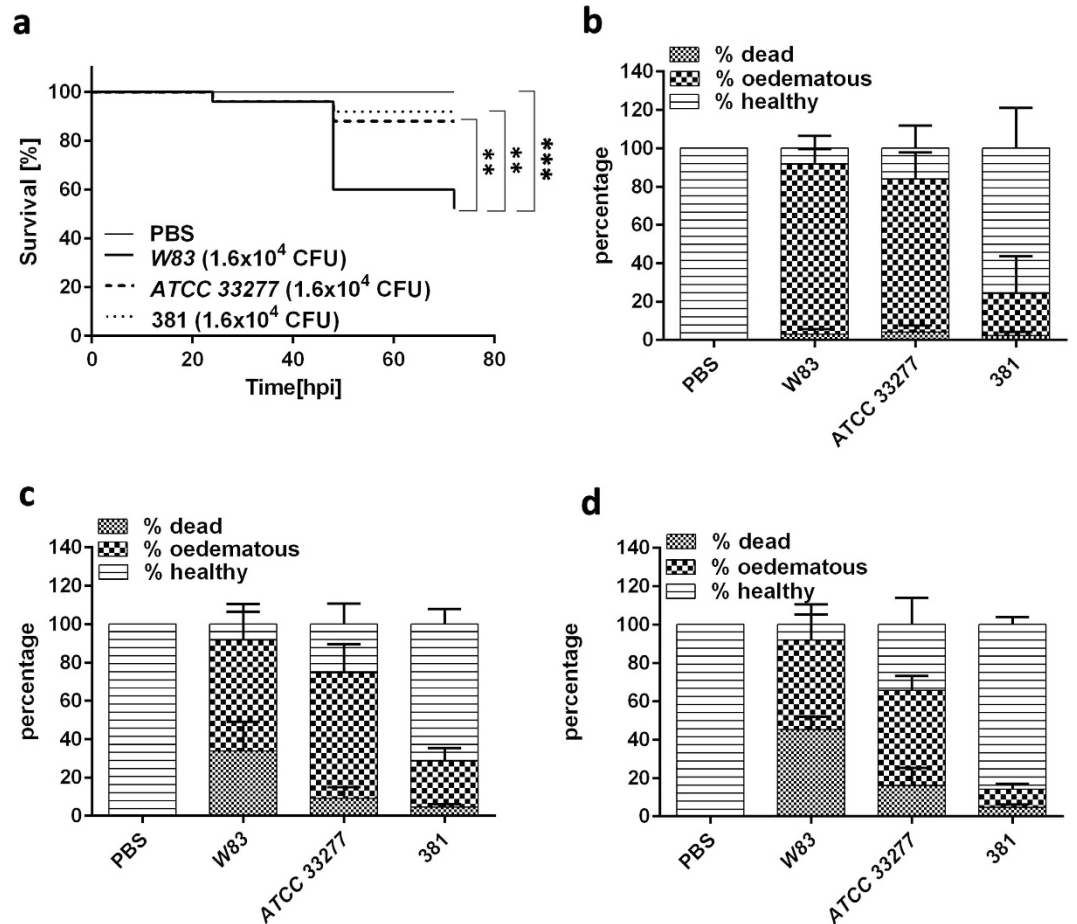 a
Survival [%]
100
80
60
40
20
0
0 20 40 60 80
Time[hpi]
PBS
W83 (1.6x10⁴ CFU)
ATCC 33277 (1.6x10⁴ CFU)
381 (1.6x10⁴ CFU)
** ** ***
b
% dead
% oedematous
% healthy
percentage
140
120
100
80
60
40
20
0
PBS W83 ATCC 33277 381
c
% dead
% oedematous
% healthy
percentage
140
120
100
80
60
40
20
0
PBS W83 ATCC 33277 381
d
% dead
% oedematous
% healthy
percentage
140
120
100
80
60
40
20
0
PBS W83 ATCC 33277 381